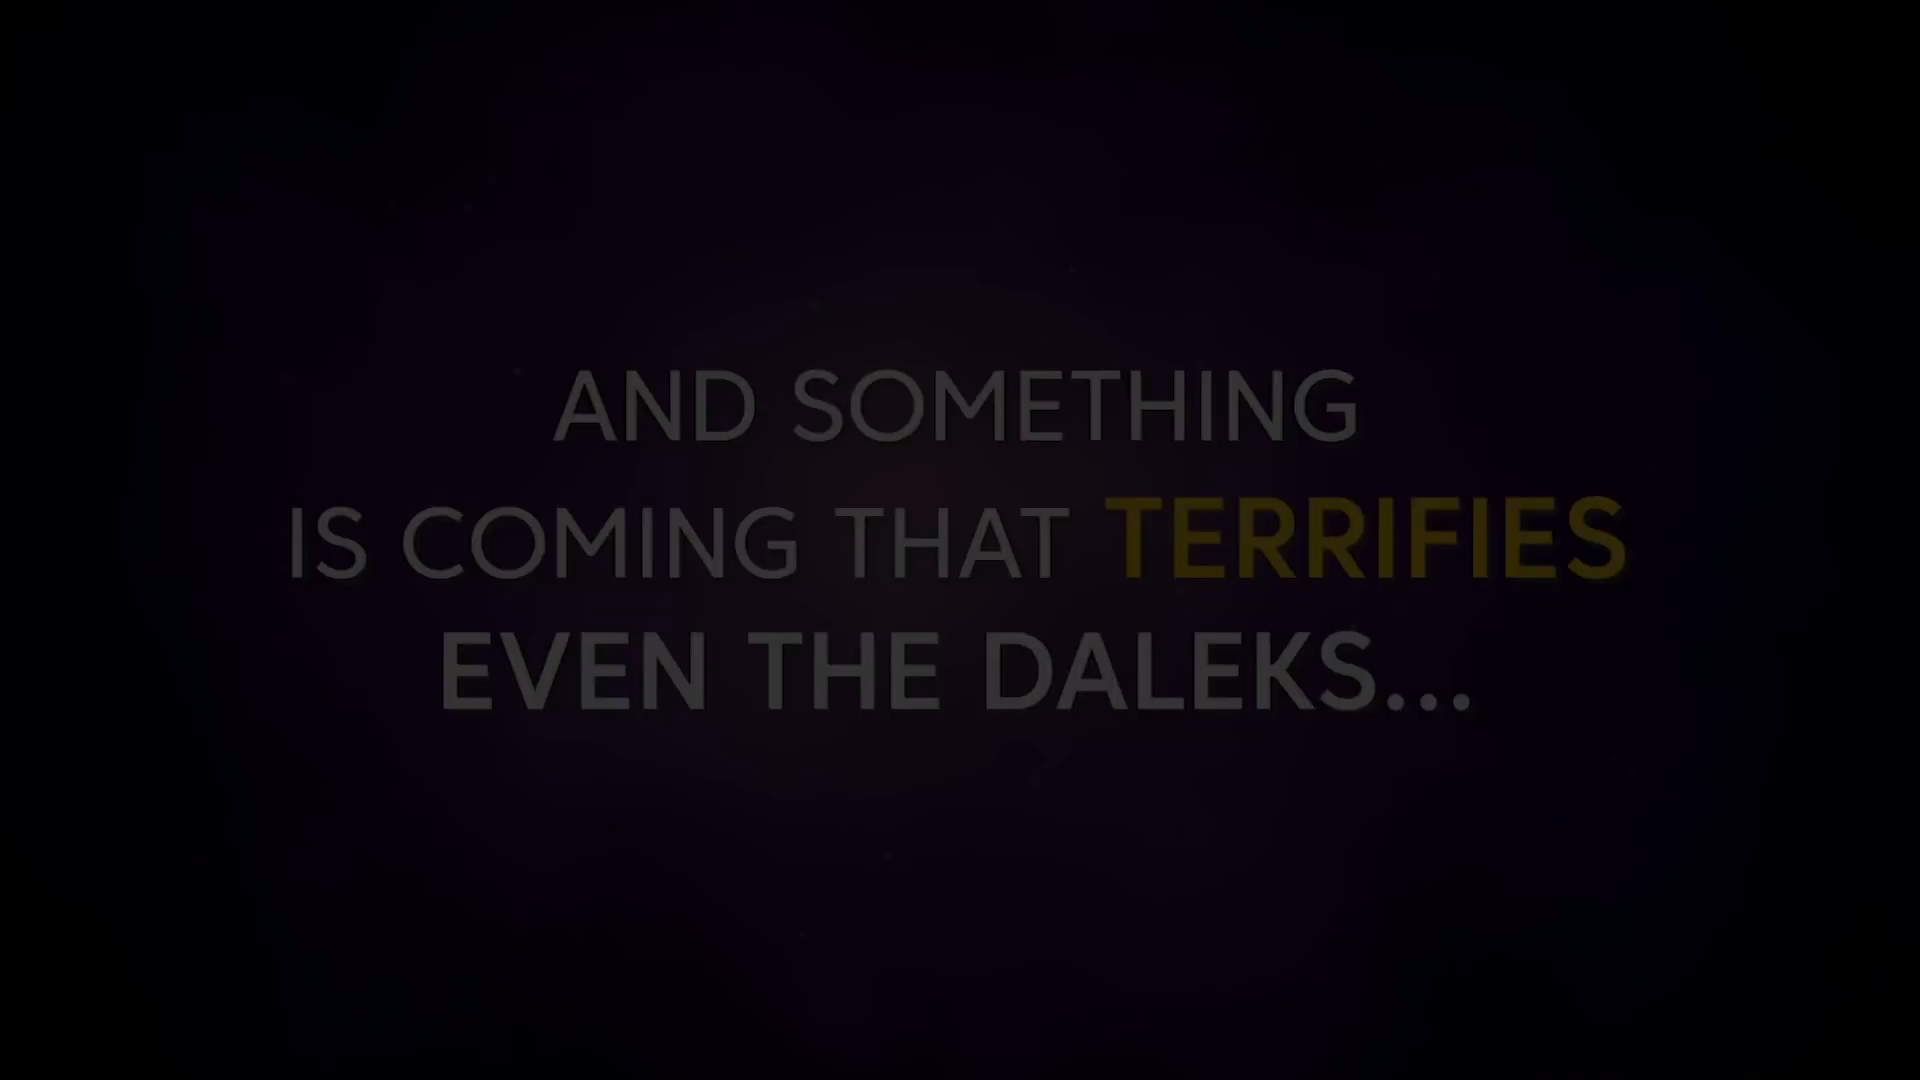 AND SOMETHING
IS COMING THAT TERRIFIES
EVEN THE DALEKS...